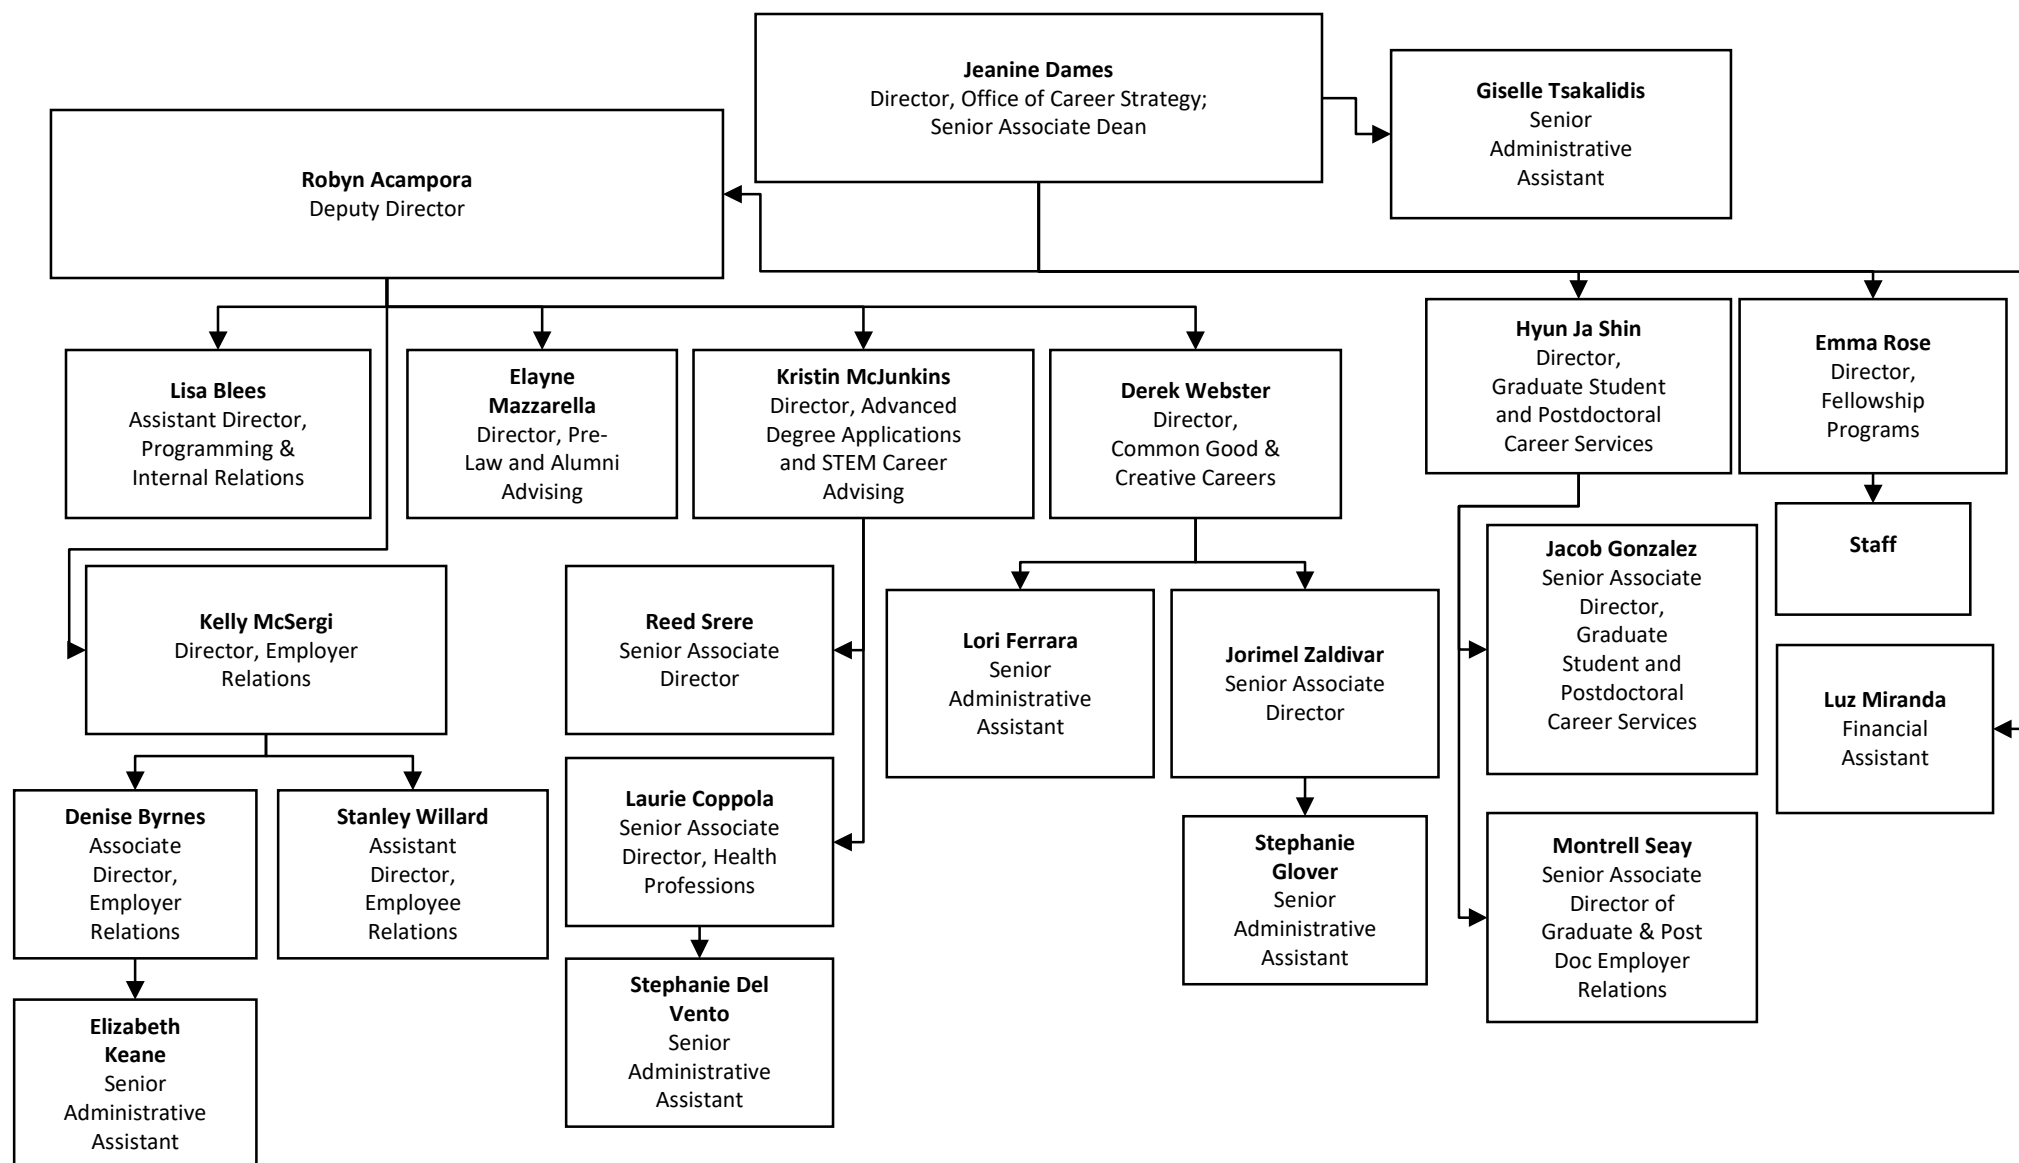 Jeanine Dames
Director, Office of Career Strategy;
Senior Associate Dean
Giselle Tsakalidis
Senior
Administrative
Assistant
Robyn Acampora
Deputy Director
Lisa Blees
Assistant Director,
Programming &
Internal Relations
Elayne
Mazzarella
Director, Pre-
Law and Alumni
Advising
Kristin McJunkins
Director, Advanced
Degree Applications
and STEM Career
Advising
Derek Webster
Director,
Common Good &
Creative Careers
Hyun Ja Shin
Director,
Graduate Student
and Postdoctoral
Career Services
Emma Rose
Director,
Fellowship
Programs
Staff
Kelly McSergi
Director, Employer
Relations
Reed Srere
Senior Associate
Director
Lori Ferrara
Senior
Administrative
Assistant
Jorimel Zaldivar
Senior Associate
Director
Jacob Gonzalez
Senior Associate
Director,
Graduate
Student and
Postdoctoral
Career Services
Luz Miranda
Financial
Assistant
Denise Byrnes
Associate
Director,
Employer
Relations
Stanley Willard
Assistant
Director,
Employee
Relations
Laurie Coppola
Senior Associate
Director, Health
Professions
Stephanie
Glover
Senior
Administrative
Assistant
Montrell Seay
Senior Associate
Director of
Graduate & Post
Doc Employer
Relations
Elizabeth
Keane
Senior
Administrative
Assistant
Stephanie Del
Vento
Senior
Administrative
Assistant